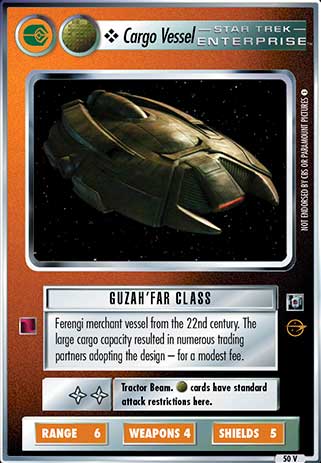 ❖ Cargo Vessel
STAR TREK
ENTERPRISE
NOT ENDORSED BY CBS OR PARAMOUNT PICTURES
GUZAH'FAR CLASS
Ferengi merchant vessel from the 22nd century. The
large cargo capacity resulted in numerous trading
partners adopting the design – for a modest fee.
Tractor Beam. cards have standard
attack restrictions here.
RANGE 6
WEAPONS 4
SHIELDS 5
50 V